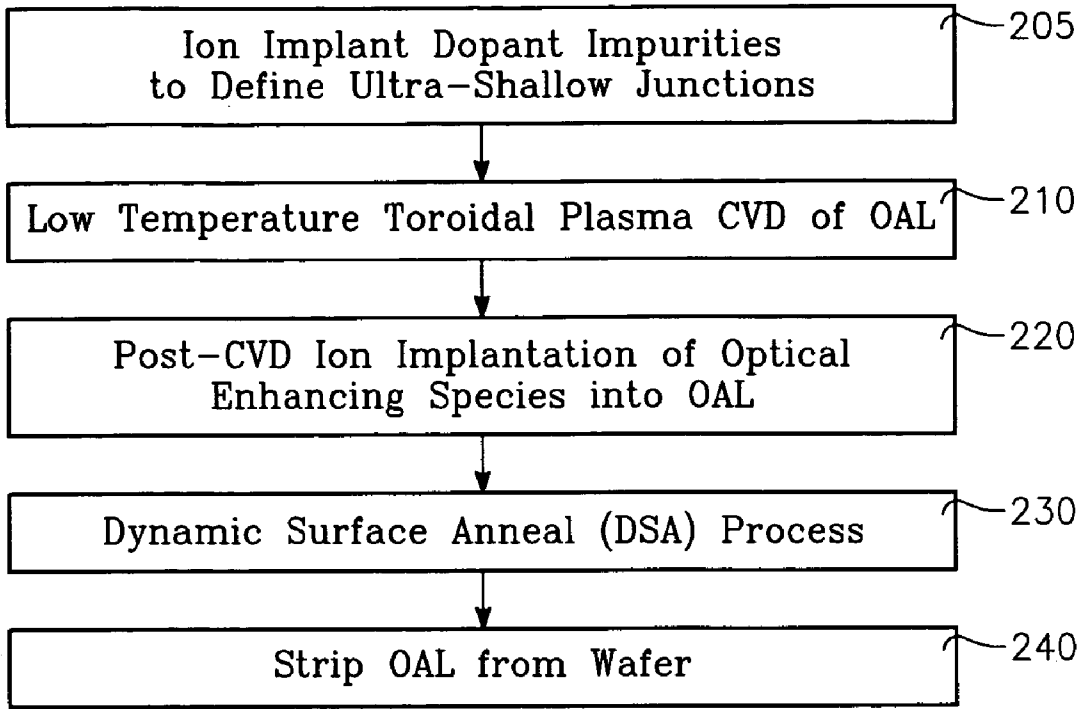 Ion Implant Dopant Impurities
to Define Ultra-Shallow Junctions
205
Low Temperature Toroidal Plasma CVD of OAL
210
Post-CVD Ion Implantation of Optical
Enhancing Species into OAL
220
Dynamic Surface Anneal (DSA) Process
230
Strip OAL from Wafer
240